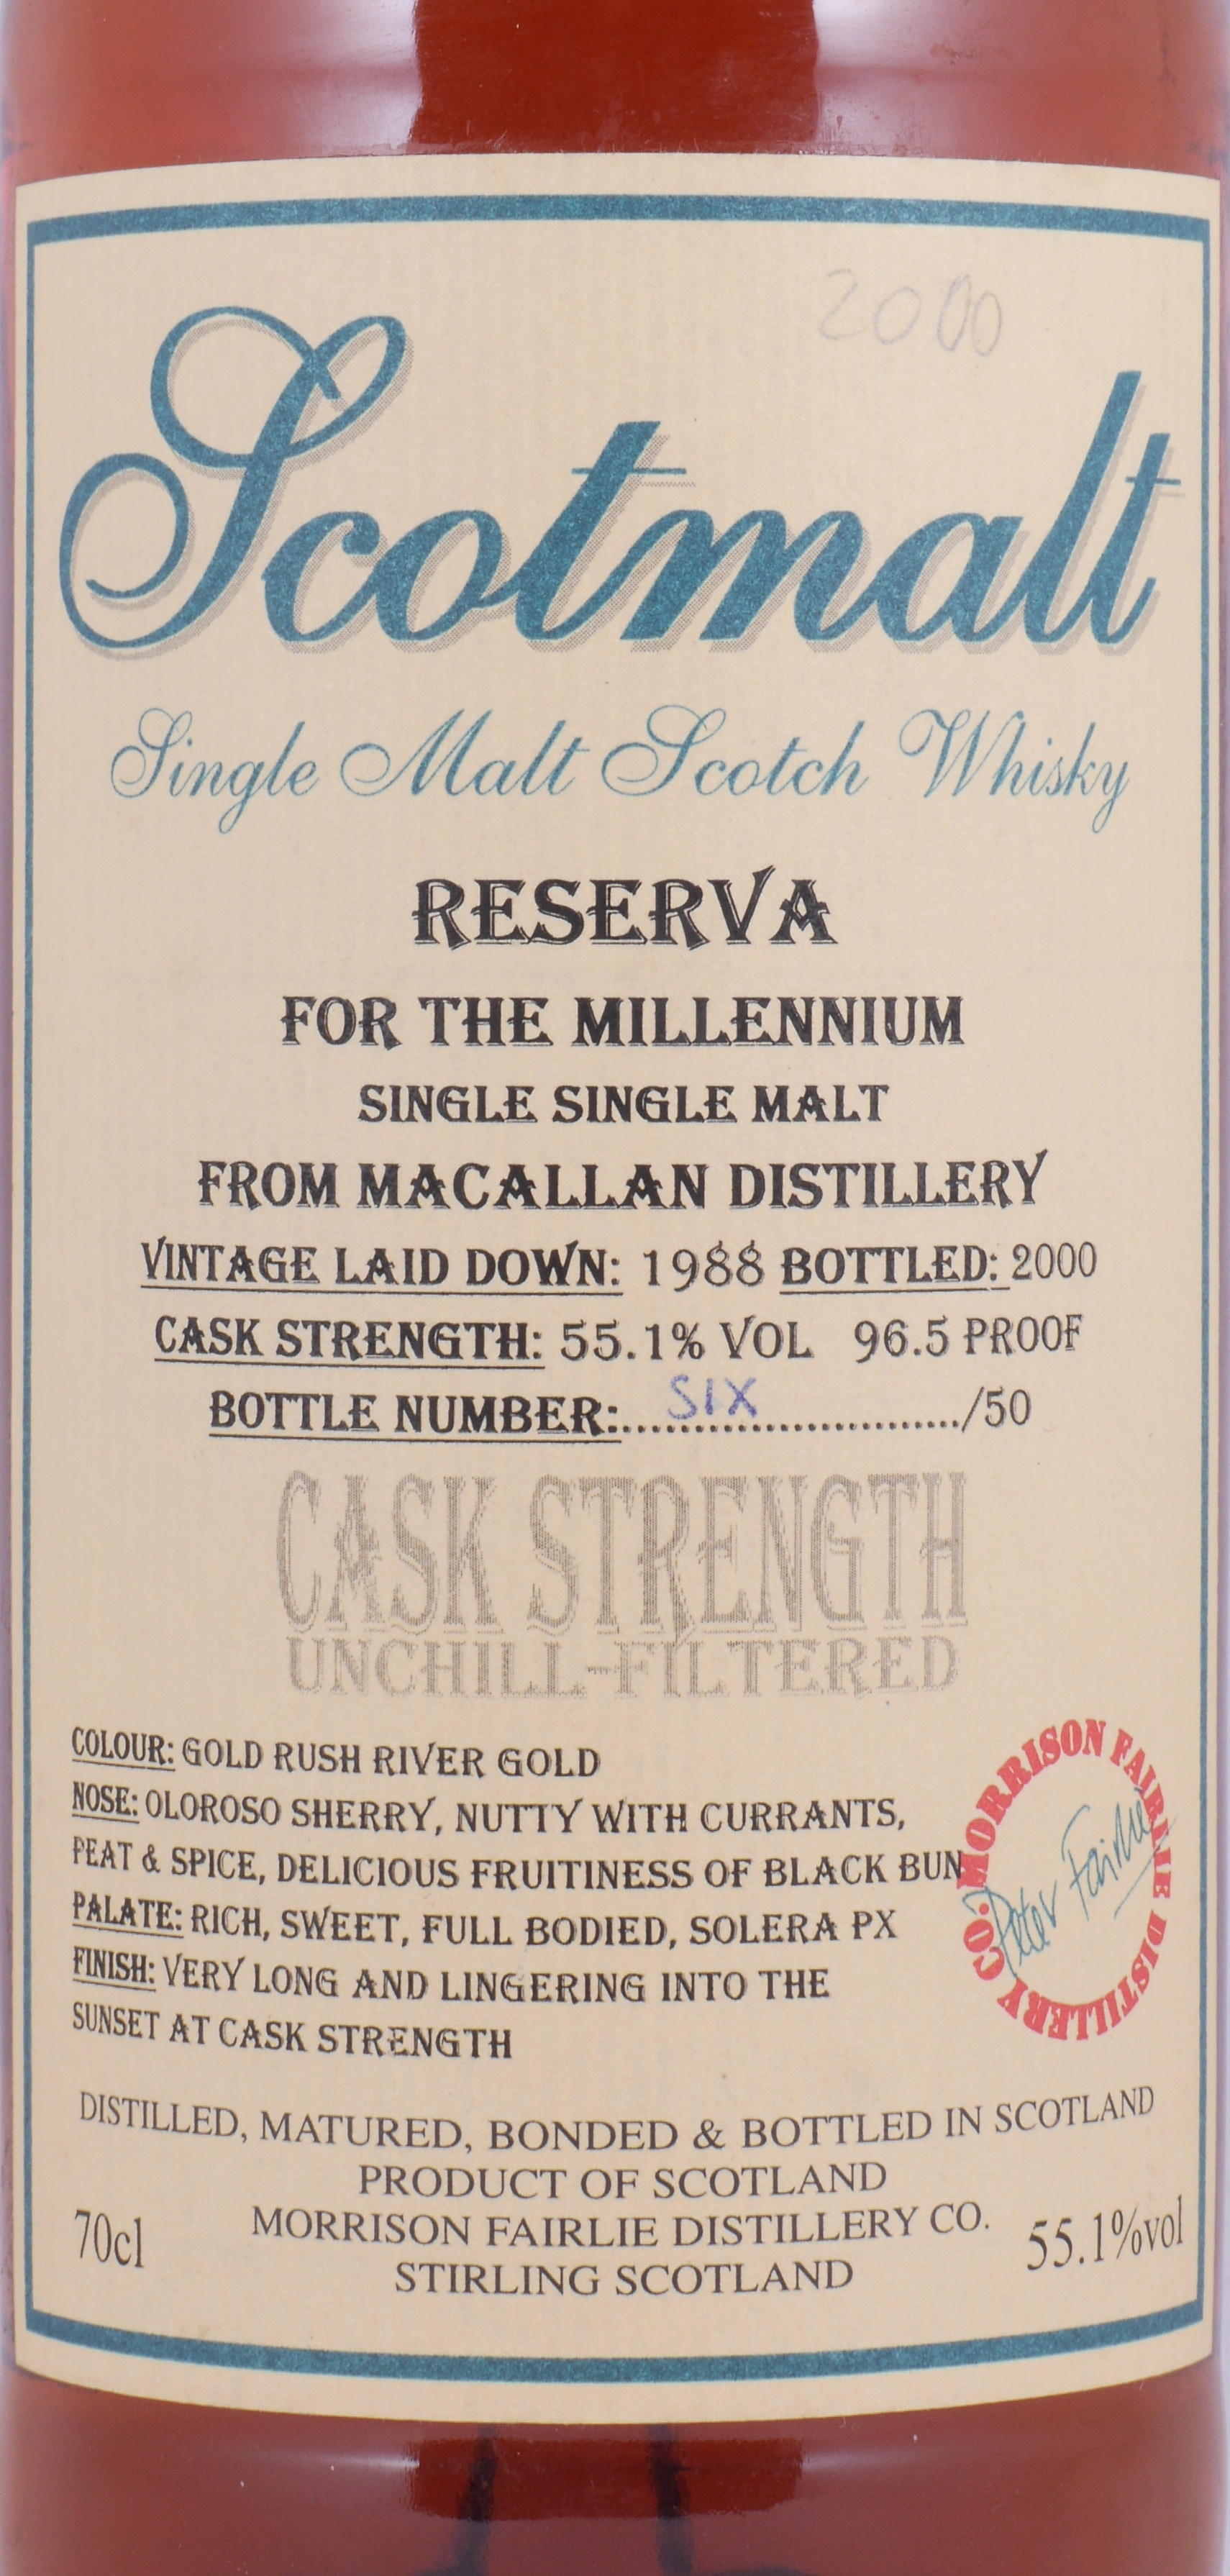 2000
Scotmalt
Single Malt Scotch Whisky
RESERVA
FOR THE MILLENNIUM
SINGLE SINGLE MALT
FROM MACALLAN DISTILLERY
VINTAGE LAID DOWN: 1988 BOTTLED: 2000
CASK STRENGTH: 55.1% VOL 96.5 PROOF
BOTTLE NUMBER:....SIX................../50
CASK STRENGTH
UNCHILL-FILTERED
COLOUR: GOLD RUSH RIVER GOLD
NOSE: OLOROSO SHERRY, NUTTY WITH CURRANTS,
PEAT & SPICE, DELICIOUS FRUITINESS OF BLACK BUN
PALATE: RICH, SWEET, FULL BODIED, SOLERA PX
FINISH: VERY LONG AND LINGERING INTO THE
SUNSET AT CASK STRENGTH
MORRISON FAIRLIE DISTILLERY CO.
Peter Fairlie
DISTILLED, MATURED, BONDED & BOTTLED IN SCOTLAND
PRODUCT OF SCOTLAND
70cl MORRISON FAIRLIE DISTILLERY CO. 55.1%vol
STIRLING SCOTLAND